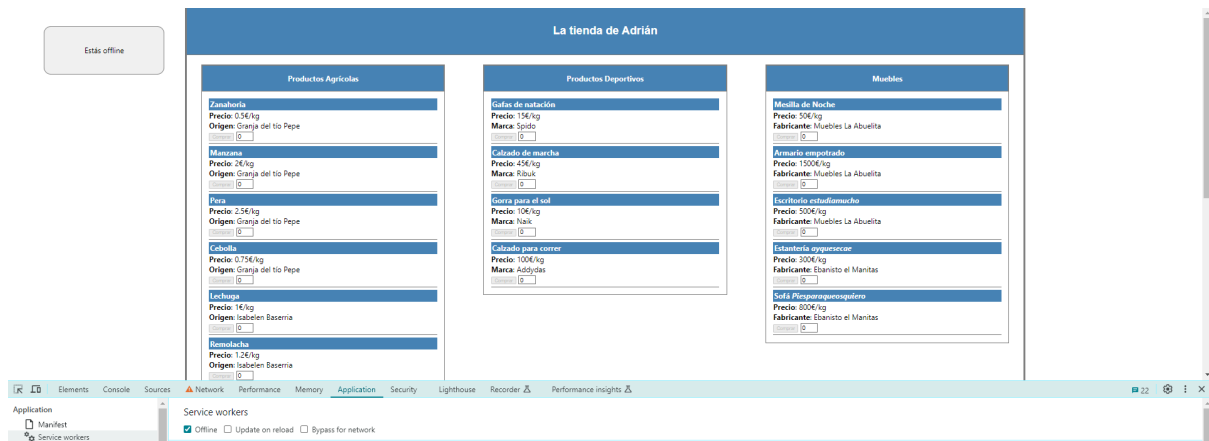 Estás offline
La tienda de Adrián
Productos Agrícolas
Zanahoria
Precio: 0.5€/kg
Origen: Granja del tío Pepe
Comprar 0
Manzana
Precio: 2€/kg
Origen: Granja del tío Pepe
Comprar 0
Pera
Precio: 2.5€/kg
Origen: Granja del tío Pepe
Comprar 0
Cebolla
Precio: 0.75€/kg
Origen: Granja del tío Pepe
Comprar 0
Lechuga
Precio: 1€/kg
Origen: Isabelen Baserria
Comprar 0
Remolacha
Precio: 1.2€/kg
Origen: Isabelen Baserria
Comprar 0
Productos Deportivos
Gafas de natación
Precio: 15€/kg
Marca: Spido
Comprar 0
Calzado de marcha
Precio: 45€/kg
Marca: Ribuk
Comprar 0
Gorra para el sol
Precio: 10€/kg
Marca: Naik
Comprar 0
Calzado para correr
Precio: 100€/kg
Marca: Addydas
Comprar 0
Muebles
Mesilla de Noche
Precio: 50€/kg
Fabricante: Muebles La Abuelita
Comprar 0
Armario empotrado
Precio: 1500€/kg
Fabricante: Muebles La Abuelita
Comprar 0
Escritorio estudiamucho
Precio: 500€/kg
Fabricante: Muebles La Abuelita
Comprar 0
Estantería ayquesecae
Precio: 300€/kg
Fabricante: Ebanisto el Manitas
Comprar 0
Sofá Piesparaqueosquiero
Precio: 800€/kg
Fabricante: Ebanisto el Manitas
Comprar 0
Elements Console Sources Network Performance Memory Application Security Lighthouse Recorder Performance insights 22
Application
Manifest
Service workers
Service workers
Offline Update on reload Bypass for network